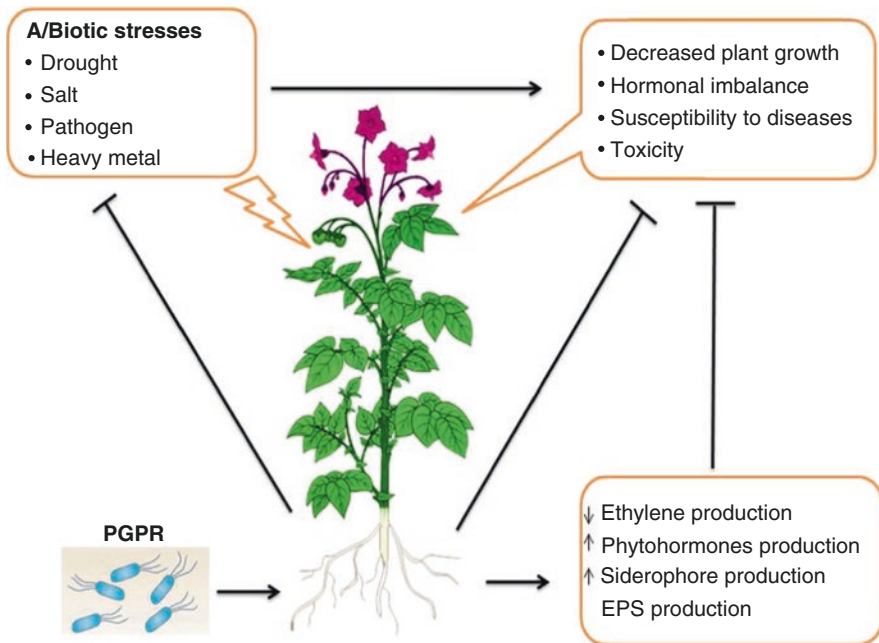 A/Biotic stresses
• Drought
• Salt
• Pathogen
• Heavy metal
• Decreased plant growth
• Hormonal imbalance
• Susceptibility to diseases
• Toxicity
PGPR
↓ Ethylene production
↑ Phytohormones production
↑ Siderophore production
EPS production